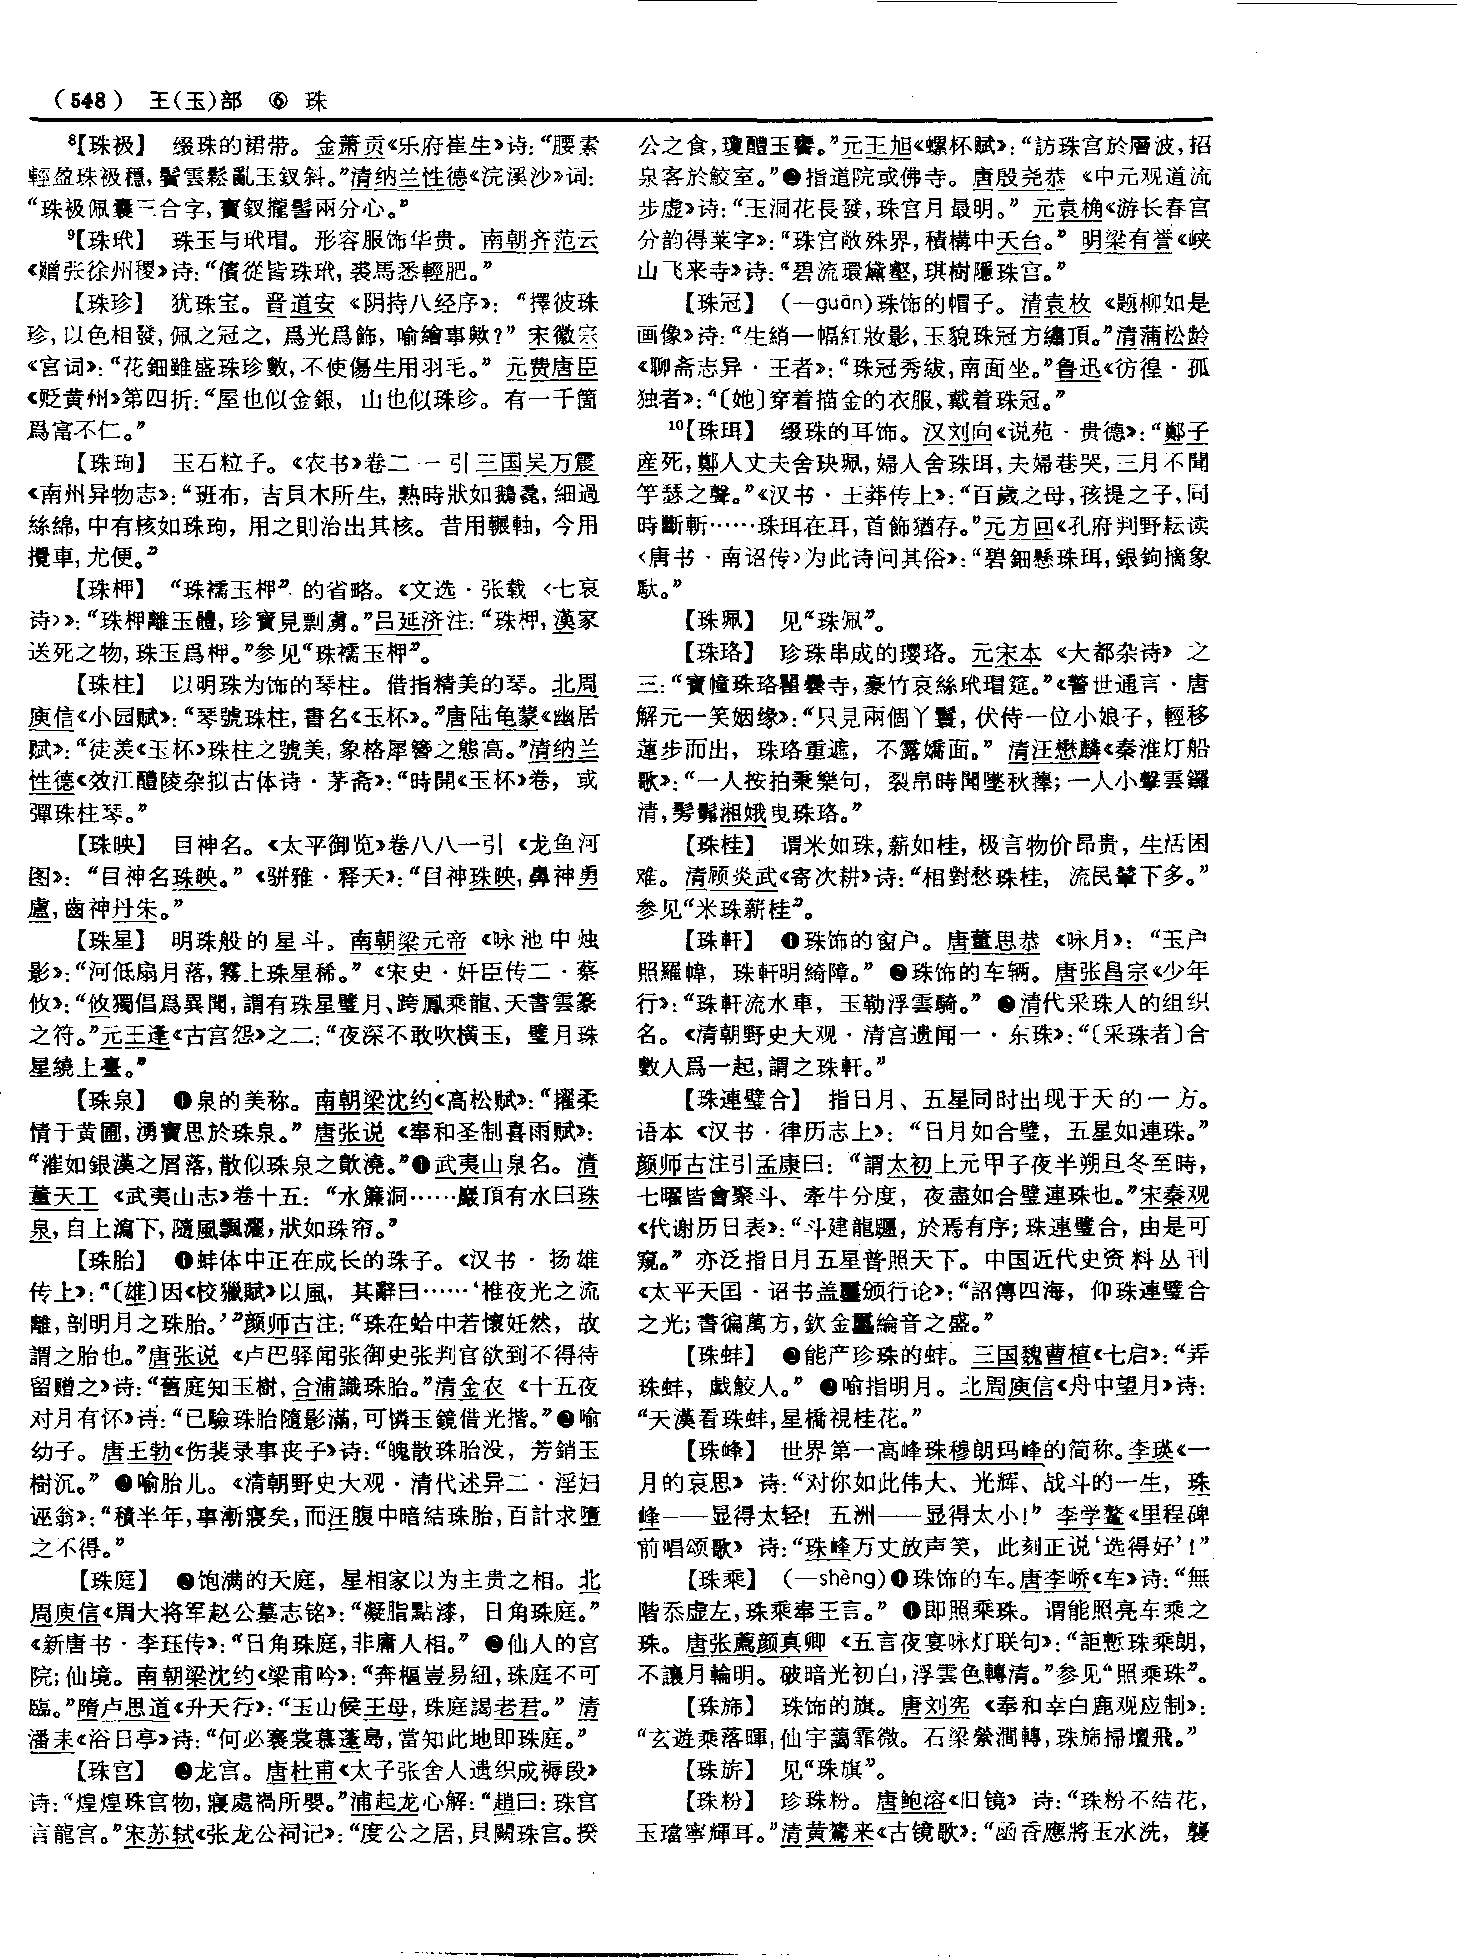 (548) 王(玉)部 ⑥ 珠
⁸【珠极】 缀珠的裙带。金萧贡《乐府崔生》诗:“腰素
輕盈珠衱穩,鬢雲鬆亂玉釵斜。”清纳兰性德《浣溪沙》词:
“珠衱佩囊三合字,寳釵攏髻兩分心。”
⁹【珠玳】 珠玉与玳瑁。形容服饰华贵。南朝齐范云
《赠张徐州稷》诗:“儐從皆珠玳,裘馬悉輕肥。”
【珠珍】 犹珠宝。晋道安《阴持八经序》:“擇彼珠
珍,以色相發,佩之冠之,爲光爲飾,喻繪事歟?”宋徽宗
《宫词》:“花鈿雖盛珠珍數,不使傷生用羽毛。”元费唐臣
《贬黄州》第四折:“屋也似金銀,山也似珠珍。有一千箇
爲富不仁。”
【珠玽】 玉石粒子。《农书》卷二一引三国吴万震
《南州异物志》:“班布,吉貝木所生,熟時狀如鵝毳,細過
絲綿,中有核如珠玽,用之則治出其核。昔用輾軸,今用
攪車,尤便。”
【珠柙】 “珠襦玉柙”的省略。《文选·张载〈七哀
诗〉》:“珠柙離玉體,珍寳見剽虜。”吕延济注:“珠柙,漢家
送死之物,珠玉爲柙。”参见“珠襦玉柙”。
【珠柱】 以明珠为饰的琴柱。借指精美的琴。北周
庾信《小园赋》:“琴號珠柱,書名《玉杯》。”唐陆龟蒙《幽居
赋》:“徒羡《玉杯》珠柱之號美,象格犀簪之態高。”清纳兰
性德《效江醴陵杂拟古体诗·茅斋》:“時開《玉杯》卷,或
彈珠柱琴。”
【珠映】 目神名。《太平御览》卷八八一引《龙鱼河
图》:“目神名珠映。”《骈雅·释天》:“目神珠映,鼻神勇
盧,齒神丹朱。”
【珠星】 明珠般的星斗。南朝梁元帝《咏池中烛
影》:“河低扇月落,霧上珠星稀。”《宋史·奸臣传二·蔡
攸》:“攸獨倡爲異聞,謂有珠星璧月、跨鳳乘龍、天書雲篆
之符。”元王逢《古宫怨》之二:“夜深不敢吹横玉,璧月珠
星繞上臺。”
【珠泉】 ❶泉的美称。南朝梁沈约《高松赋》:“擢柔
情于黄圃,湧寳思於珠泉。”唐张说《奉和圣制喜雨赋》:
“濰如銀漢之屑落,散似珠泉之歕澆。”❶武夷山泉名。清
董天工《武夷山志》卷十五:“水簾洞……巖頂有水曰珠
泉,自上瀉下,隨風飄灑,狀如珠帘。”
【珠胎】 ❶蚌体中正在成长的珠子。《汉书·扬雄
传上》:“〔雄〕因《校獵賦》以風,其辭曰……‘椎夜光之流
離,剖明月之珠胎。’”颜师古注:“珠在蛤中若懷妊然,故
謂之胎也。”唐张说《卢巴驿闻张御史张判官欲到不得待
留赠之》诗:“舊庭知玉樹,合浦識珠胎。”清金农《十五夜
对月有怀》诗:“已驗珠胎隨影滿,可憐玉鏡借光揩。”❷喻
幼子。唐王勃《伤裴录事丧子》诗:“魄散珠胎没,芳銷玉
樹沉。”❸喻胎儿。《清朝野史大观·清代述异二·淫妇
诬翁》:“積半年,事漸寢矣,而汪腹中暗結珠胎,百計求墮
之不得。”
【珠庭】 ❷饱满的天庭,星相家以为主贵之相。北
周庾信《周大将军赵公墓志铭》:“凝脂點漆,日角珠庭。”
《新唐书·李珏传》:“日角珠庭,非庸人相。”❷仙人的宫
院;仙境。南朝梁沈约《梁甫吟》:“奔樞豈易紐,珠庭不可
臨。”隋卢思道《升天行》:“玉山候王母,珠庭謁老君。”清
潘耒《浴日亭》诗:“何必褰裳慕蓬島,當知此地即珠庭。”
【珠宫】 ❷龙宫。唐杜甫《太子张舍人遗织成褥段》
诗:“煌煌珠宫物,寢處禍所嬰。”浦起龙心解:“趙曰:珠宫
言龍宫。”宋苏轼《张龙公祠记》:“度公之居,貝闕珠宫。揆
公之食,瓊醴玉饔。”元王旭《螺杯赋》:“訪珠宫於層波,招
泉客於鮫室。”❷指道院或佛寺。唐殷尧恭《中元观道流
步虚》诗:“玉洞花長發,珠宫月最明。”元袁桷《游长春宫
分韵得莱字》:“珠宫敞殊界,積構中天台。”明梁有誉《峡
山飞来寺》诗:“碧流環黛壑,琪樹隱珠宫。”
【珠冠】 (—guān)珠饰的帽子。清袁枚《题柳如是
画像》诗:“生綃一幅紅妝影,玉貌珠冠方繡頂。”清蒲松龄
《聊斋志异·王者》:“珠冠秀紱,南面坐。”鲁迅《彷徨·孤
独者》:“〔她〕穿着描金的衣服、戴着珠冠。”
¹⁰【珠珥】 缀珠的耳饰。汉刘向《说苑·贵德》:“鄭子
産死,鄭人丈夫舍玦珮,婦人舍珠珥,夫婦巷哭,三月不聞
竽瑟之聲。”《汉书·王莽传上》:“百歲之母,孩提之子,同
時斷斬……珠珥在耳,首飾猶存。”元方回《孔府判野耘读
〈唐书·南诏传〉为此诗问其俗》:“碧鈿懸珠珥,銀鉤摘象
馱。”
【珠珮】 见“珠佩”。
【珠珞】 珍珠串成的璎珞。元宋本《大都杂诗》之
三:“寳幢珠珞瞿曇寺,豪竹哀絲玳瑁筵。”《警世通言·唐
解元一笑姻缘》:“只見兩個丫鬟,伏侍一位小娘子,輕移
蓮步而出,珠珞重遮,不露嬌面。”清汪懋麟《秦淮灯船
歌》:“一人按拍秉樂句,裂帛時聞墜秋蘀;一人小擊雲鑼
清,髣髴湘娥曳珠珞。”
【珠桂】 谓米如珠,薪如桂,极言物价昂贵,生活困
难。清顾炎武《寄次耕》诗:“相對愁珠桂,流民輦下多。”
参见“米珠薪桂”。
【珠軒】 ❶珠饰的窗户。唐董思恭《咏月》:“玉户
照羅幃,珠軒明綺障。”❷珠饰的车辆。唐张昌宗《少年
行》:“珠軒流水車,玉勒浮雲騎。”❸清代采珠人的组织
名。《清朝野史大观·清宫遗闻一·东珠》:“〔采珠者〕合
數人爲一起,謂之珠軒。”
【珠連璧合】 指日月、五星同时出现于天的一方。
语本《汉书·律历志上》:“日月如合璧,五星如連珠。”
颜师古注引孟康曰:“謂太初上元甲子夜半朔旦冬至時,
七曜皆會聚斗、牽牛分度,夜盡如合璧連珠也。”宋秦观
《代谢历日表》:“斗建龍躔,於焉有序;珠連璧合,由是可
窺。”亦泛指日月五星普照天下。中国近代史资料丛刊
《太平天国·诏书盖玺颁行论》:“詔傳四海,仰珠連璧合
之光;書徧萬方,欽金璽綸音之盛。”
【珠蚌】 ❷能产珍珠的蚌。三国魏曹植《七启》:“弄
珠蚌,戯鮫人。”❷喻指明月。北周庾信《舟中望月》诗:
“天漢看珠蚌,星橋視桂花。”
【珠峰】 世界第一高峰珠穆朗玛峰的简称。李瑛《一
月的哀思》诗:“对你如此伟大、光辉、战斗的一生,珠
峰——显得太轻!五洲——显得太小!”李学鳌《里程碑
前唱颂歌》诗:“珠峰万丈放声笑,此刻正说‘选得好’!”
【珠乘】 (—shèng)❶珠饰的车。唐李峤《车》诗:“無
階忝虚左,珠乘奉王言。”❶即照乘珠。谓能照亮车乘之
珠。唐张薦颜真卿《五言夜宴咏灯联句》:“詎慙珠乘朗,
不讓月輪明。破暗光初白,浮雲色轉清。”参见“照乘珠”。
【珠旆】 珠饰的旗。唐刘宪《奉和幸白鹿观应制》:
“玄遊乘落暉,仙宇藹霏微。石梁縈澗轉,珠旆掃壇飛。”
【珠旂】 见“珠旗”。
【珠粉】 珍珠粉。唐鲍溶《旧镜》诗:“珠粉不結花,
玉璫寧輝耳。”清黄鷟来《古镜歌》:“函香應將玉水洗,襲